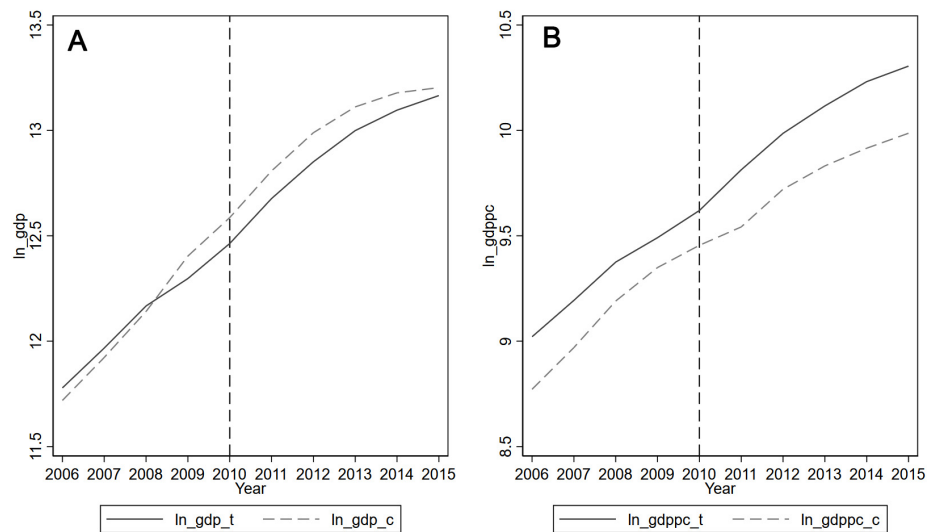 A
ln_gdp
13.5
13
12.5
12
11.5
2006 2007 2008 2009 2010 2011 2012 2013 2014 2015
Year
ln_gdp_t ln_gdp_c
B
ln_gdppc
10.5
10
9.5
9
8.5
2006 2007 2008 2009 2010 2011 2012 2013 2014 2015
Year
ln_gdppc_t ln_gdppc_c